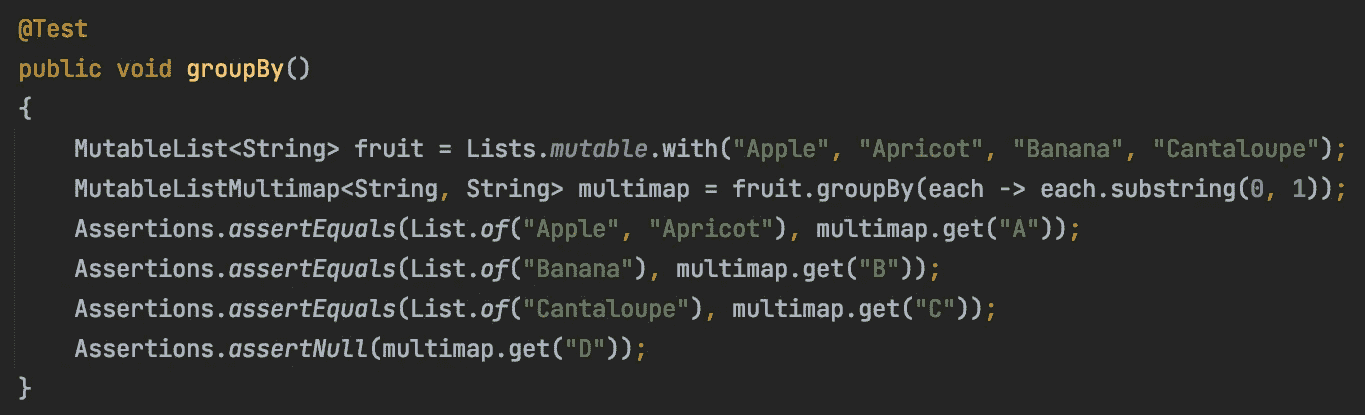 @Test
public void groupBy()
{
    MutableList<String> fruit = Lists.mutable.with("Apple", "Apricot", "Banana", "Cantaloupe");
    MutableListMultimap<String, String> multimap = fruit.groupBy(each -> each.substring(0, 1));
    Assertions.assertEquals(List.of("Apple", "Apricot"), multimap.get("A"));
    Assertions.assertEquals(List.of("Banana"), multimap.get("B"));
    Assertions.assertEquals(List.of("Cantaloupe"), multimap.get("C"));
    Assertions.assertNull(multimap.get("D"));
}